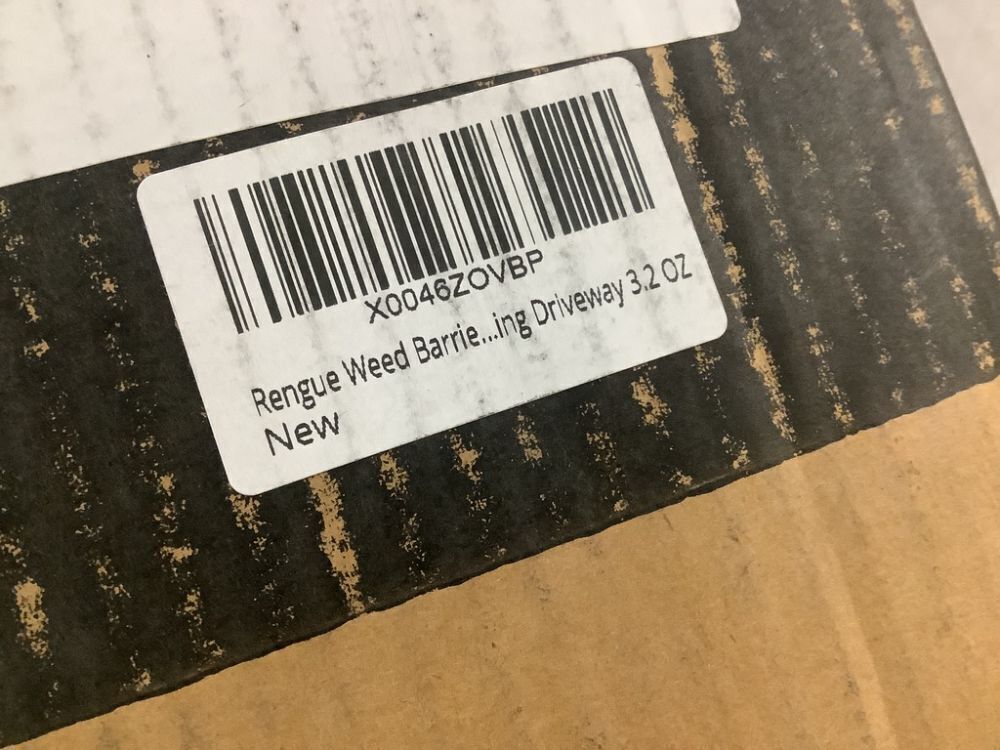 X0046ZOVBP
Rengue Weed Barrie...ing Driveway 3.2 OZ
New